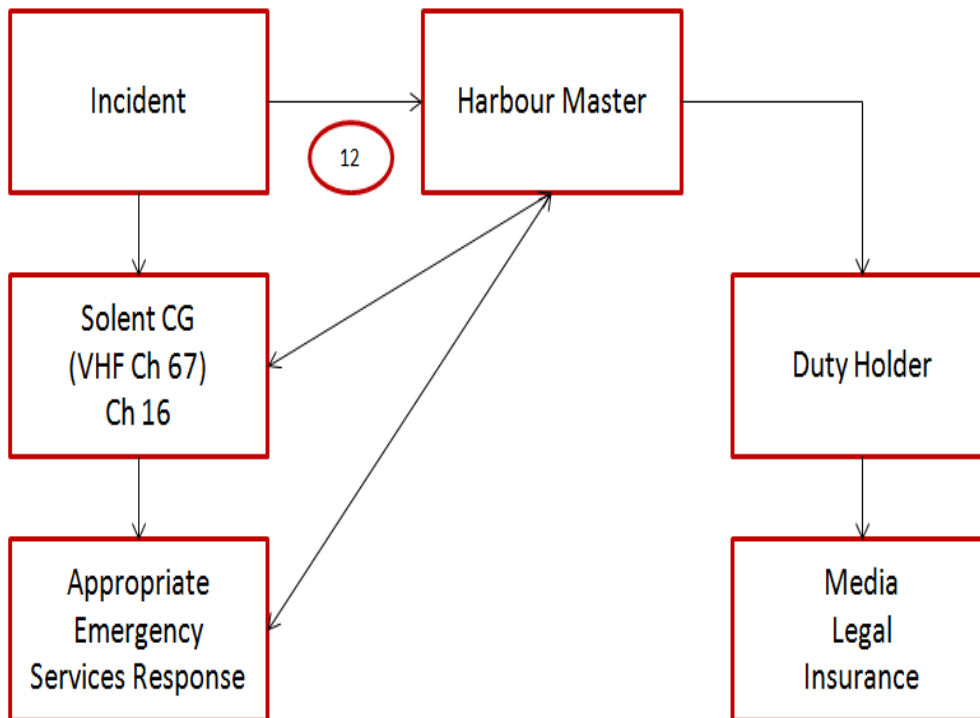 Incident
Harbour Master
12
Solent CG
(VHF Ch 67)
Ch 16
Duty Holder
Appropriate
Emergency
Services Response
Media
Legal
Insurance